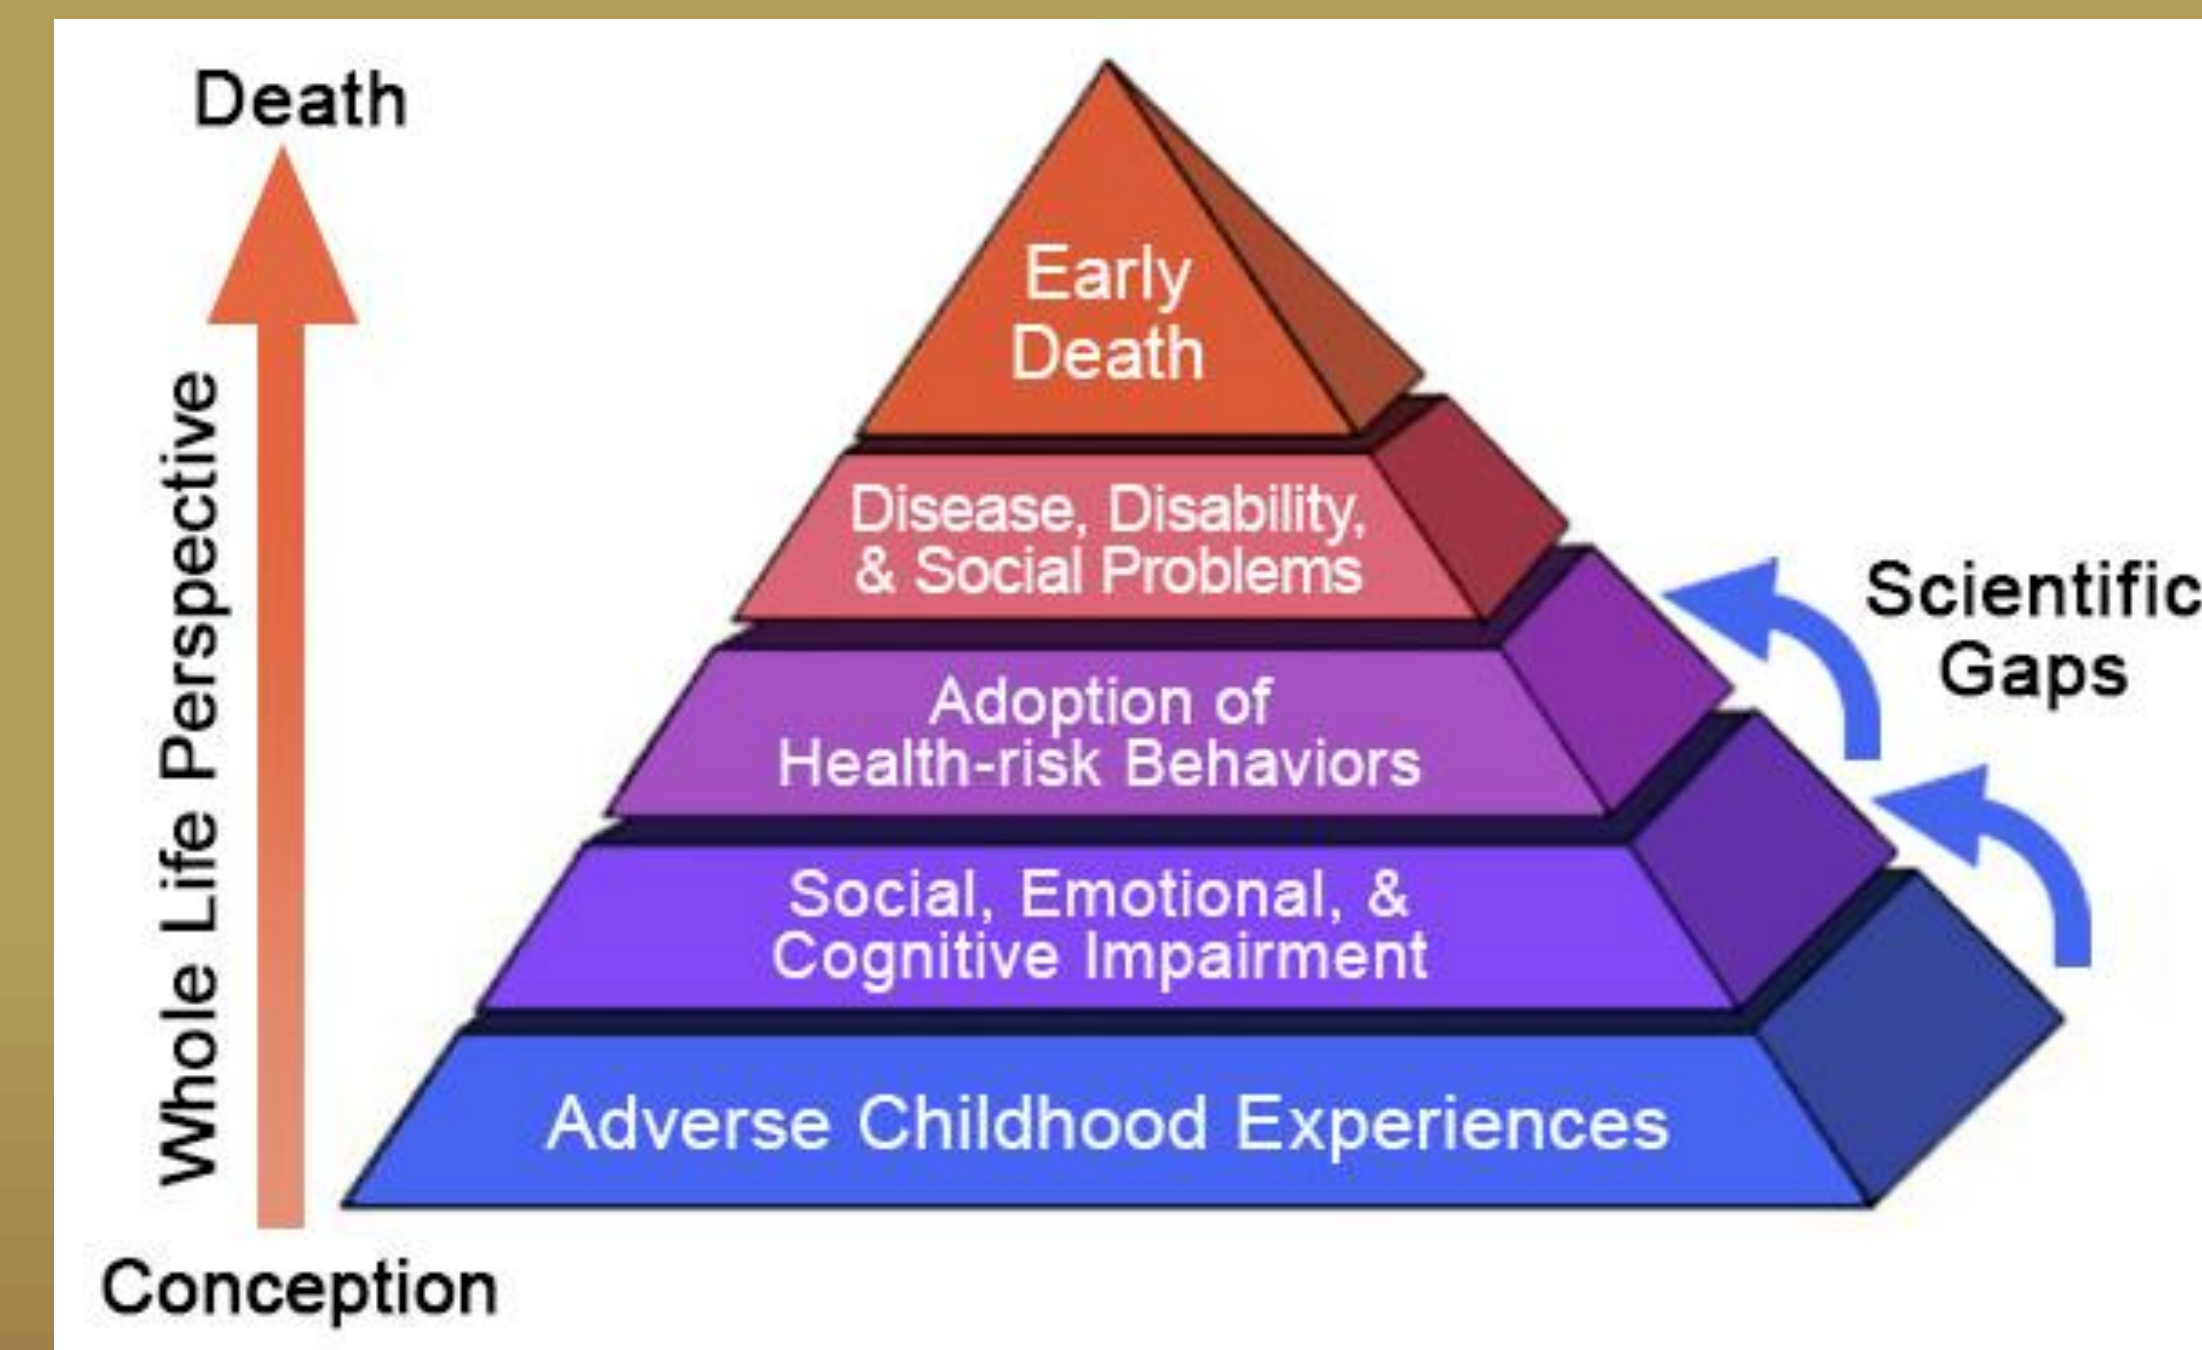 Death
Whole Life Perspective
Conception
Early
Death
Disease, Disability,
& Social Problems
Adoption of
Health-risk Behaviors
Social, Emotional, &
Cognitive Impairment
Adverse Childhood Experiences
Scientific
Gaps